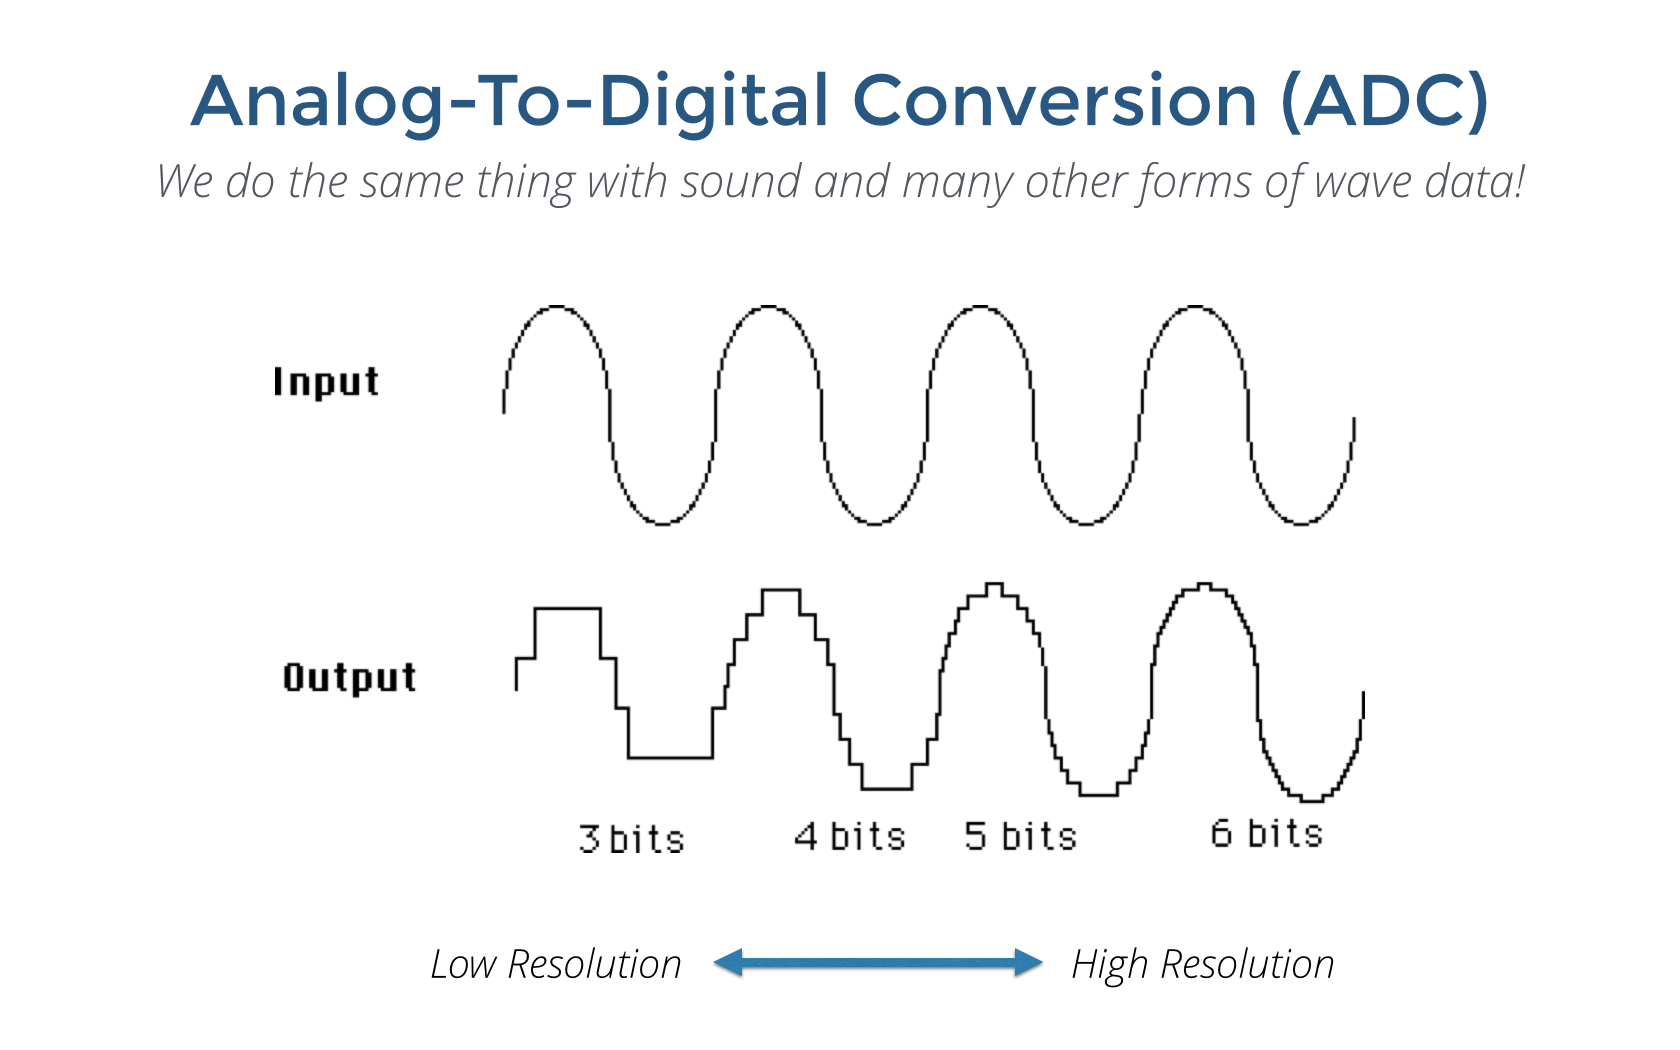 Analog-To-Digital Conversion (ADC)
We do the same thing with sound and many other forms of wave data!
Input
Output
3 bits 4 bits 5 bits 6 bits
Low Resolution High Resolution